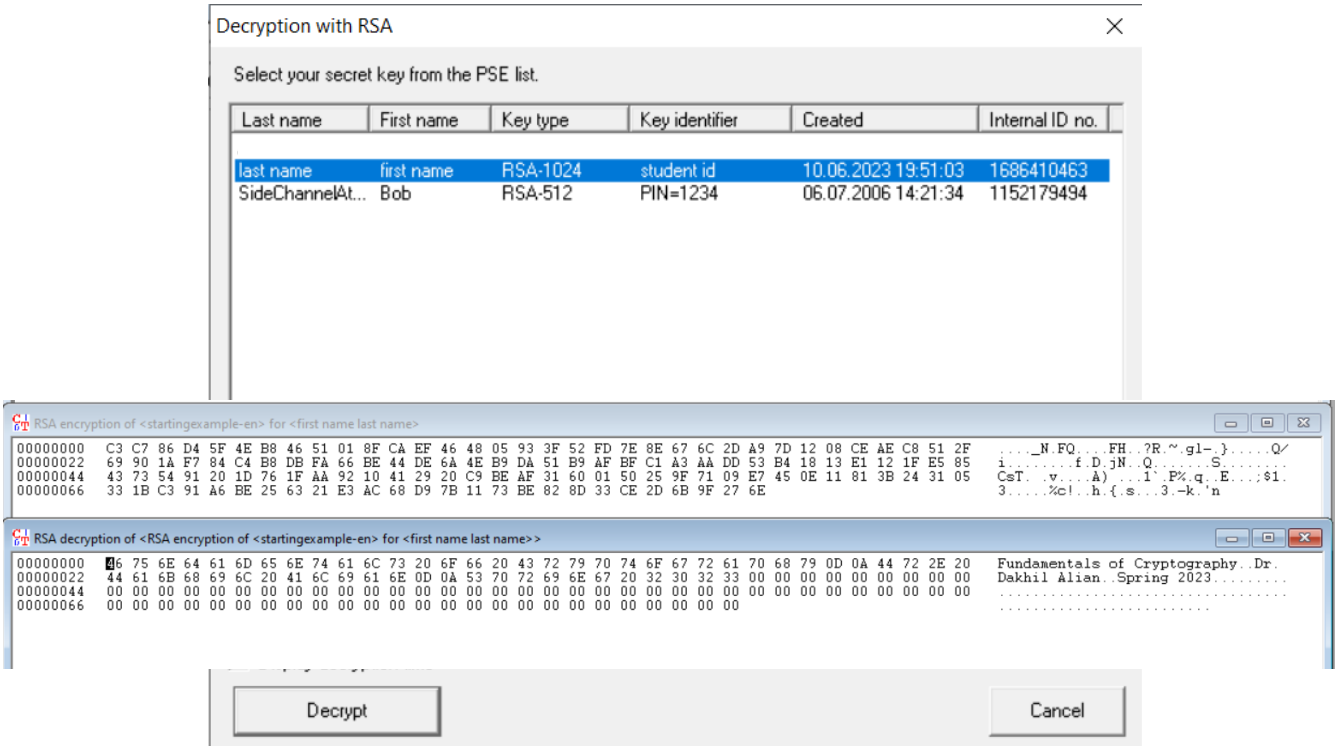 Decryption with RSA
Select your secret key from the PSE list.
Last name First name Key type Key identifier Created Internal ID no.
last name first name RSA-1024 student id 10.06.2023 19:51:03 1686410463
SideChannelAt... Bob RSA-512 PIN=1234 06.07.2006 14:21:34 1152179494
RSA encryption of <startingexample-en> for <first name last name>
00000000 C3 C7 86 D4 5F 4E B8 46 51 01 8F CA EF 46 48 05 93 3F 52 FD 7E 8E 67 6C 2D A9 7D 12 08 CE AE C8 51 2F ...._N.FQ....FH..?R.~.gl-.}.....Q/
00000022 69 90 1A F7 84 C4 B8 DB FA 66 BE 44 DE 6A 4E B9 DA 51 B9 AF BF C1 A3 AA DD 53 B4 18 13 E1 12 1F E5 85 i........f.D.jN..Q.......S........
00000044 43 73 54 91 20 1D 76 1F AA 92 10 41 29 20 C9 BE AF 31 60 01 50 25 9F 71 09 E7 45 0E 11 81 3B 24 31 05 CsT. .v....A) ...1`.P%.q..E...;$1.
00000066 33 1B C3 91 A6 BE 25 63 21 E3 AC 68 D9 7B 11 73 BE 82 8D 33 CE 2D 6B 9F 27 6E 3.....%c!..h.{.s...3.-k.'n
RSA decryption of <RSA encryption of <startingexample-en> for <first name last name>>
00000000 46 75 6E 64 61 6D 65 6E 74 61 6C 73 20 6F 66 20 43 72 79 70 74 6F 67 72 61 70 68 79 0D 0A 44 72 2E 20 Fundamentals of Cryptography..Dr.
00000022 44 61 6B 68 69 6C 20 41 6C 69 61 6E 0D 0A 53 70 72 69 6E 67 20 32 30 32 33 00 00 00 00 00 00 00 00 00 Dakhil Alian..Spring 2023.........
00000044 00 00 00 00 00 00 00 00 00 00 00 00 00 00 00 00 00 00 00 00 00 00 00 00 00 00 00 00 00 00 00 00 00 00 ..................................
00000066 00 00 00 00 00 00 00 00 00 00 00 00 00 00 00 00 00 00 00 00 00 00 00 00 00 00 .........................
Decrypt Cancel